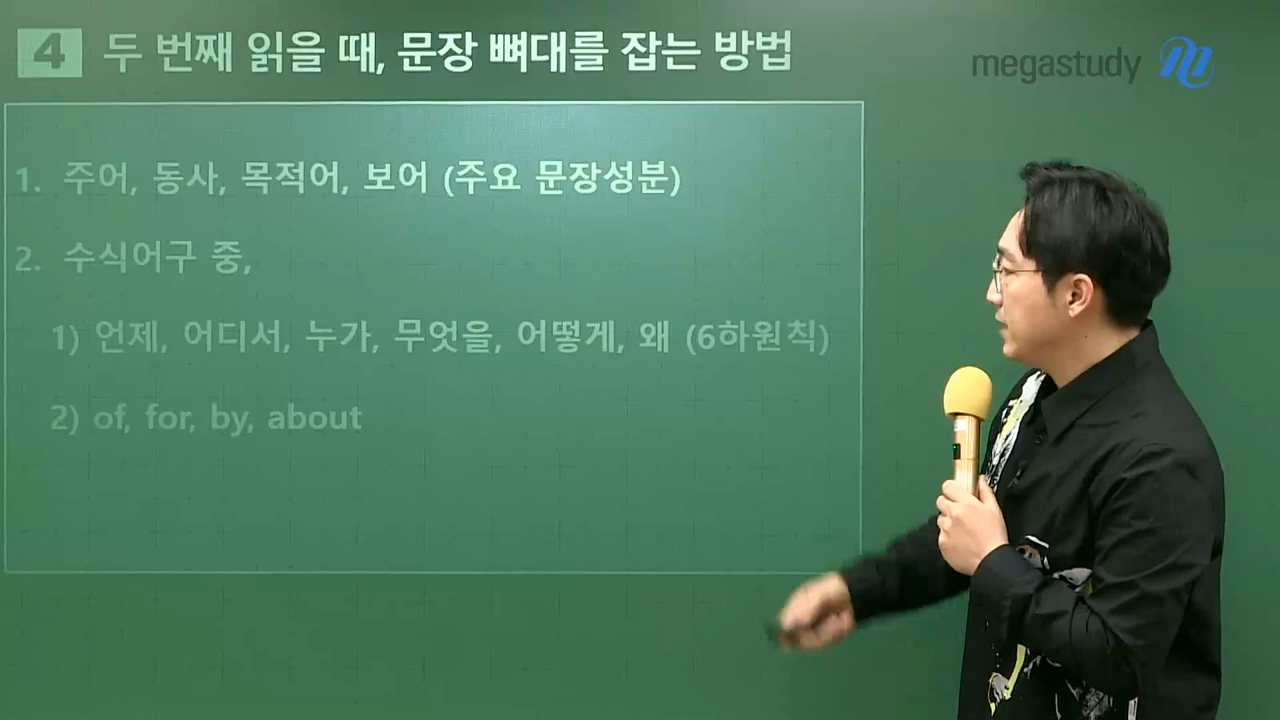 4 두 번째 읽을 때, 문장 뼈대를 잡는 방법
megastudy
1. 주어, 동사, 목적어, 보어 (주요 문장성분)
2. 수식어구 중,
1) 언제, 어디서, 누가, 무엇을, 어떻게, 왜 (6하원칙)
2) of, for, by, about